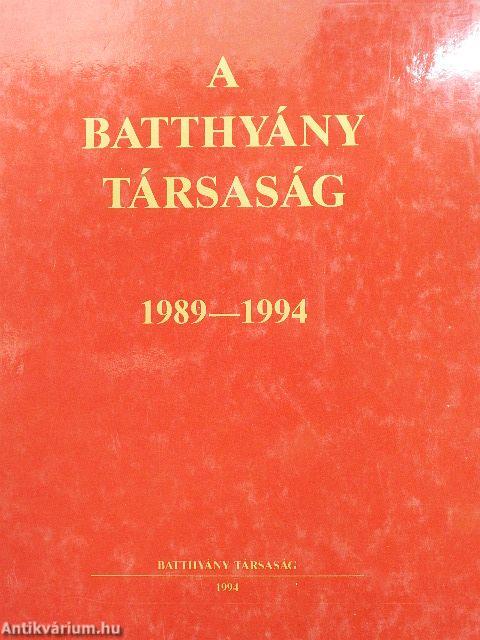 A
BATTHYÁNY
TÁRSASÁG
1989—1994
BATTHYÁNY TÁRSASÁG
1994
Antikvárium.hu